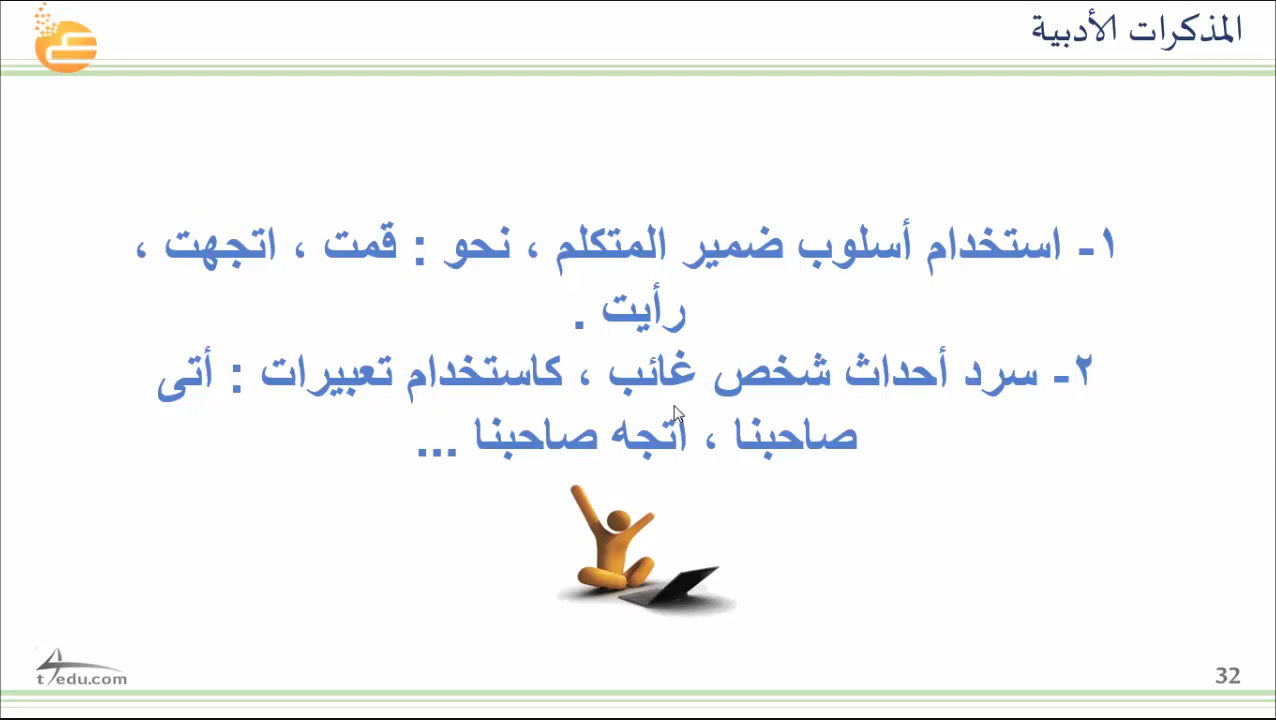 المذكرات الأدبية
١- استخدام أسلوب ضمير المتكلم ، نحو : قمت ، اتجهت ،
رأيت .
٢- سرد أحداث شخص غائب ، كاستخدام تعبيرات : أتى
صاحبنا ، اتجه صاحبنا ...
t4edu.com
32